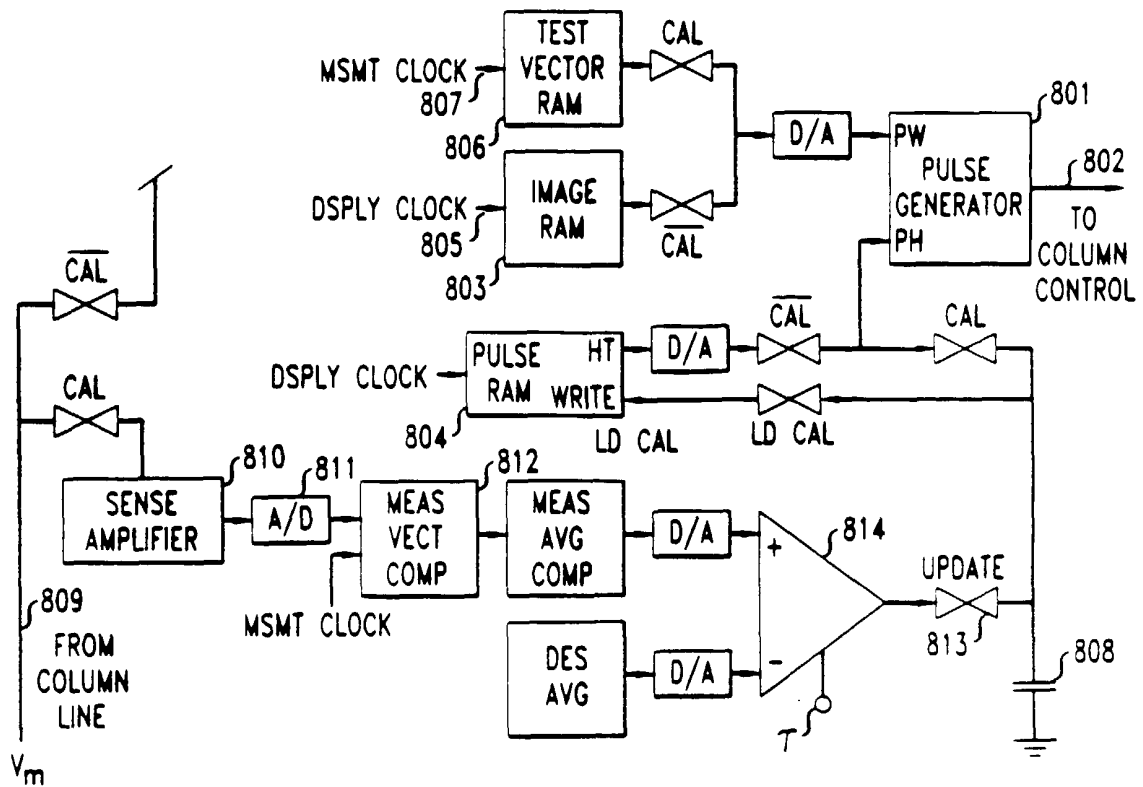 TEST
VECTOR
RAM
MSMT CLOCK
807
806
CAL
IMAGE
RAM
DSPLY CLOCK
805
803
C̅A̅L̅
D/A
801
PW
PULSE
GENERATOR
PH
802
TO
COLUMN
CONTROL
C̅A̅L̅
CAL
DSPLY CLOCK
PULSE
RAM
HT
WRITE
804
D/A
C̅A̅L̅
CAL
LD CAL
LD CAL
SENSE
AMPLIFIER
810
A/D
811
MEAS
VECT
COMP
812
MSMT CLOCK
MEAS
AVG
COMP
D/A
DES
AVG
D/A
+
-
814
T
UPDATE
813
808
809
FROM
COLUMN
LINE
Vm